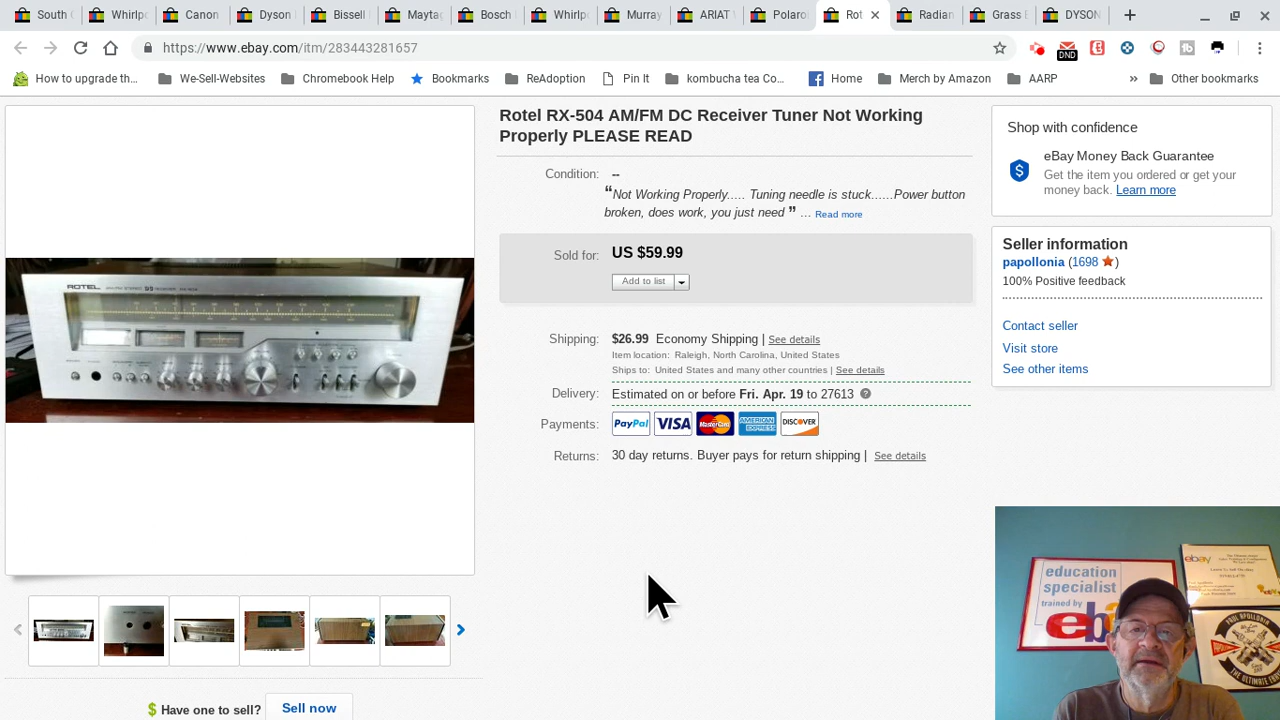 South
Whirlp
Canon
Dyson
Bissell
Maytag
Bosch
Whirlp
Murray
ARIAT
Polaro
Rot
Radian
Grass
DYSON
https://www.ebay.com/itm/283443281657
DND
How to upgrade th...
We-Sell-Websites
Chromebook Help
Bookmarks
ReAdoption
Pin It
kombucha tea Co...
Home
Merch by Amazon
AARP
»
Other bookmarks
Rotel RX-504 AM/FM DC Receiver Tuner Not Working
Properly PLEASE READ
Condition: --
“Not Working Properly..... Tuning needle is stuck......Power button
broken, does work, you just need ” ... Read more
Sold for: US $59.99
Add to list
Shipping: $26.99 Economy Shipping | See details
Item location: Raleigh, North Carolina, United States
Ships to: United States and many other countries | See details
Delivery: Estimated on or before Fri. Apr. 19 to 27613 ?
Payments: PayPal VISA MasterCard AMERICAN EXPRESS DISCOVER
Returns: 30 day returns. Buyer pays for return shipping | See details
ROTEL
Have one to sell? Sell now
Shop with confidence
eBay Money Back Guarantee
Get the item you ordered or get your
money back. Learn more
Seller information
papollonia (1698 )
100% Positive feedback
Contact seller
Visit store
See other items
education
specialist
trained by
eb
ebay